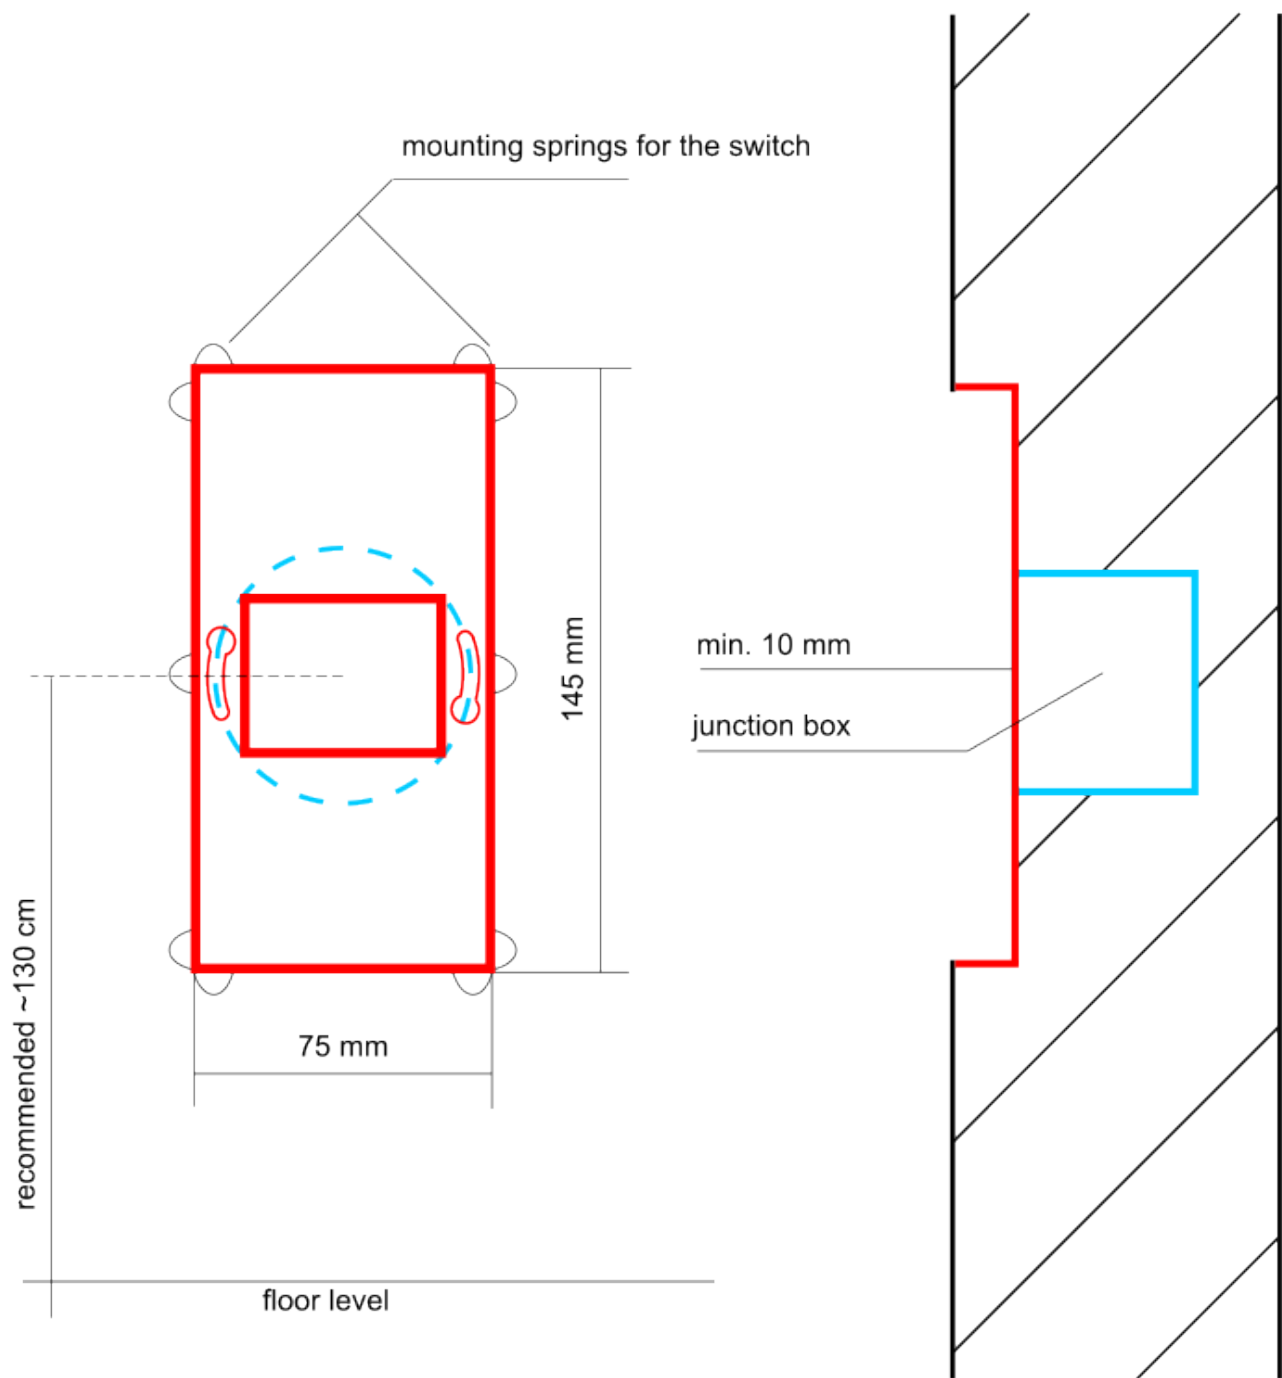 mounting springs for the switch
145 mm
min. 10 mm
junction box
recommended ~130 cm
75 mm
floor level